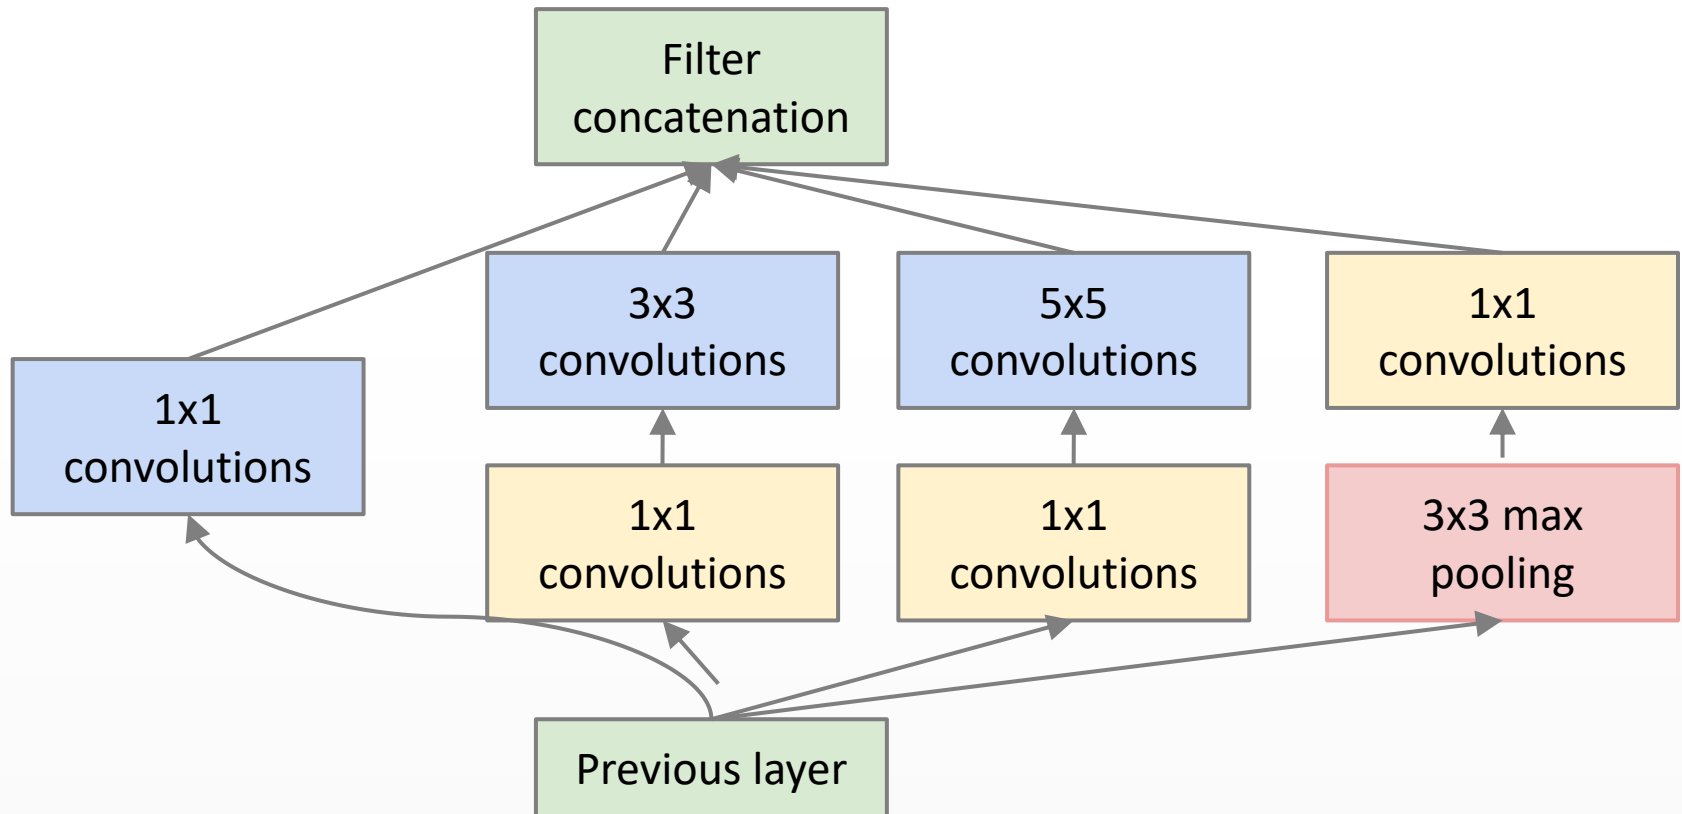 Filter
concatenation
3x3
convolutions
5x5
convolutions
1x1
convolutions
1x1
convolutions
1x1
convolutions
1x1
convolutions
3x3 max
pooling
Previous layer